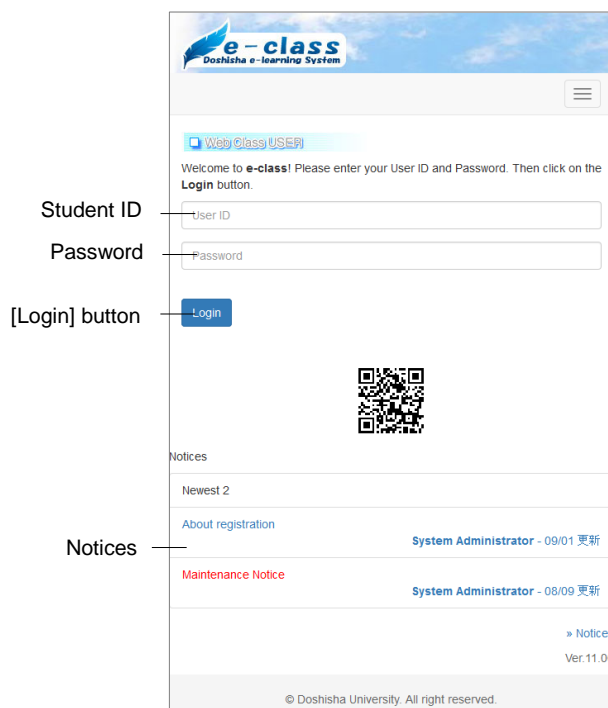 e-class
Doshisha e-learning System
Web Class USER
Welcome to e-class! Please enter your User ID and Password. Then click on the
Login button.
Student ID
User ID
Password
Password
[Login] button
Login
Notices
Newest 2
About registration
Notices
System Administrator - 09/01 更新
Maintenance Notice
System Administrator - 08/09 更新
» Notice
Ver.11.0
© Doshisha University. All right reserved.